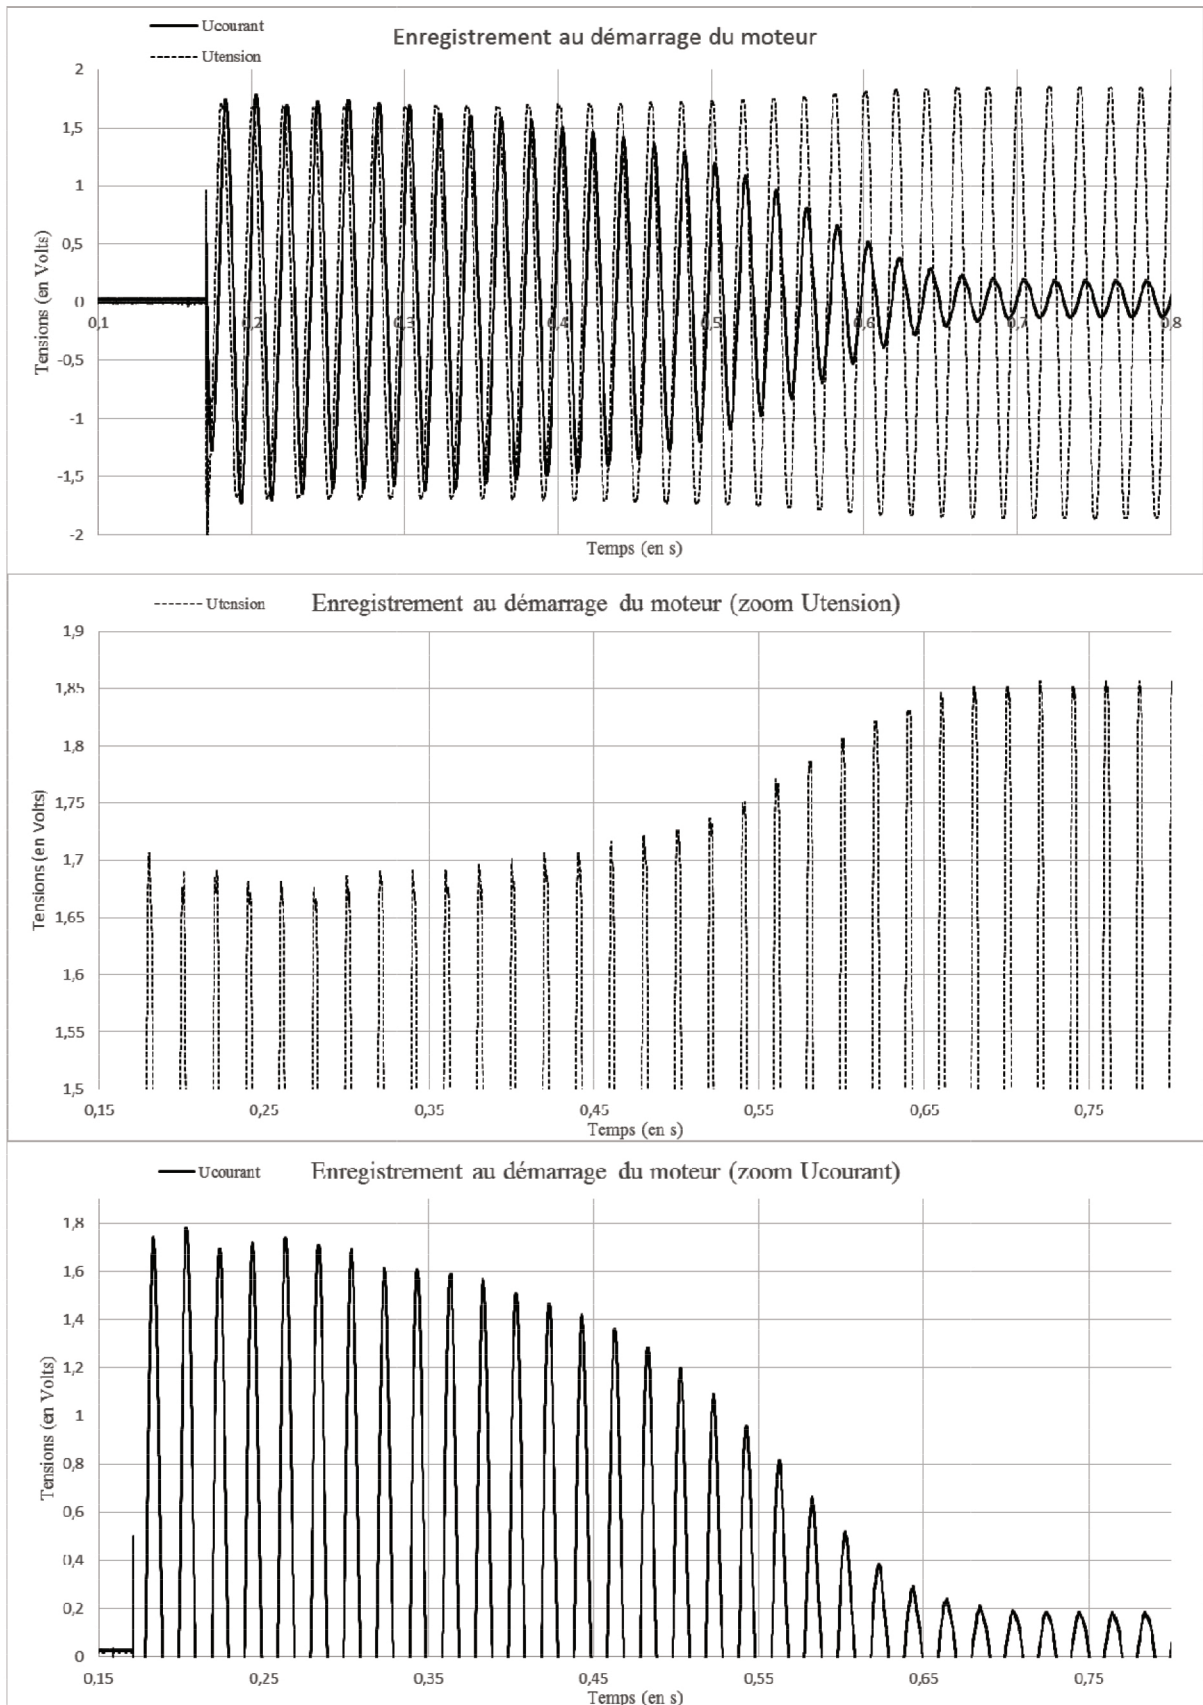 Ucourant
Utension
Enregistrement au démarrage du moteur
Tensions (en Volts)
2
1,5
1
0,5
0
-0,5
-1
-1,5
-2
0,1 0,2 0,3 0,4 0,5 0,6 0,7 0,8
Temps (en s)
Utension
Enregistrement au démarrage du moteur (zoom Utension)
Tensions (en Volts)
1,9
1,85
1,8
1,75
1,7
1,65
1,6
1,55
1,5
0,15 0,25 0,35 0,45 0,55 0,65 0,75
Temps (en s)
Ucourant
Enregistrement au démarrage du moteur (zoom Ucourant)
Tensions (en Volts)
1,8
1,6
1,4
1,2
1
0,8
0,6
0,4
0,2
0
0,15 0,25 0,35 0,45 0,55 0,65 0,75
Temps (en s)